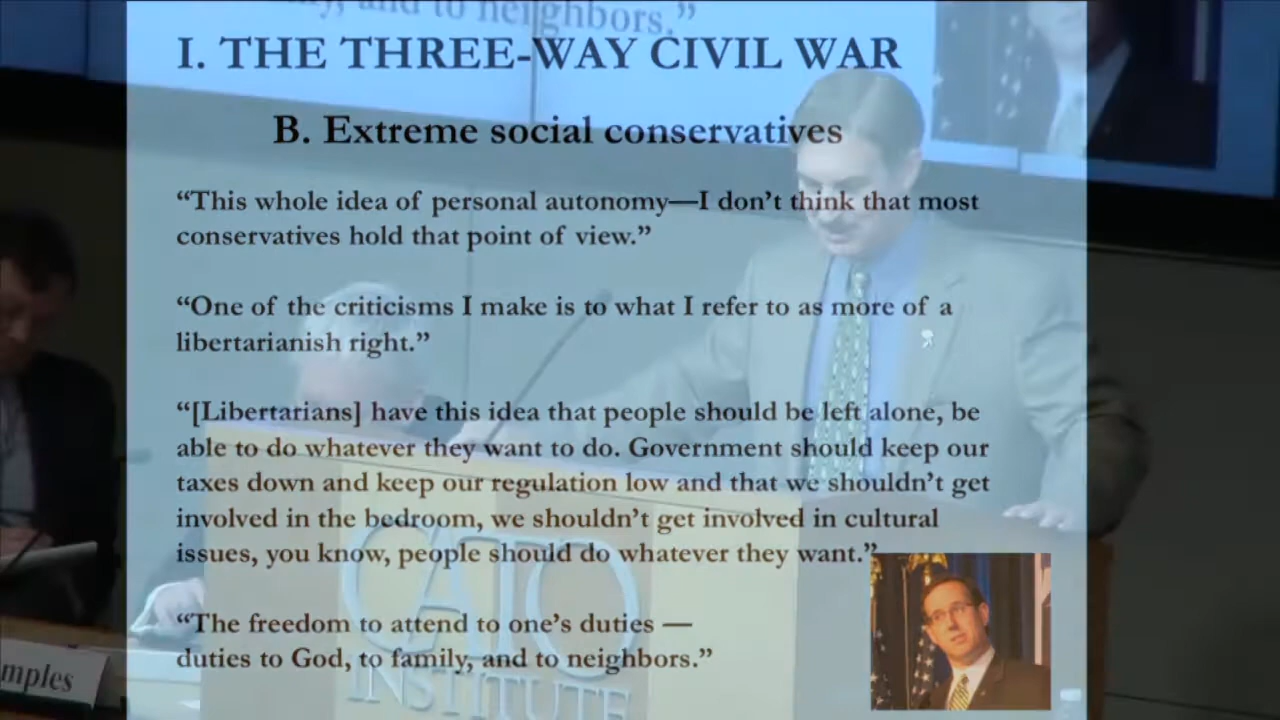 ly, and to neighbors.”
I. THE THREE-WAY CIVIL WAR
B. Extreme social conservatives
“This whole idea of personal autonomy—I don’t think that most
conservatives hold that point of view.”
“One of the criticisms I make is to what I refer to as more of a
libertarianish right.”
“[Libertarians] have this idea that people should be left alone, be
able to do whatever they want to do. Government should keep our
taxes down and keep our regulation low and that we shouldn’t get
involved in the bedroom, we shouldn’t get involved in cultural
issues, you know, people should do whatever they want.”
“The freedom to attend to one’s duties —
duties to God, to family, and to neighbors.”
CATO
INSTITUTE
mples